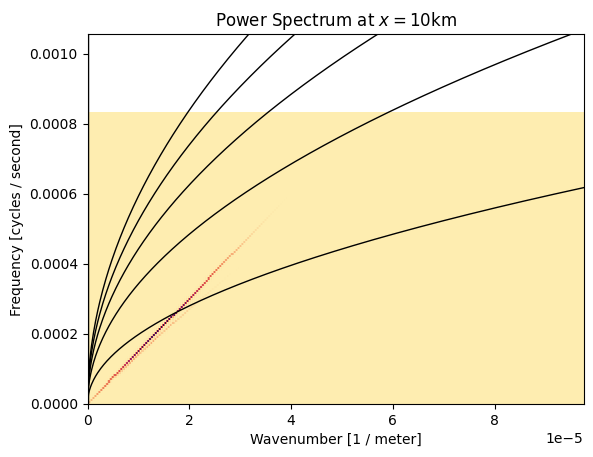 Power Spectrum at x = 10km
Frequency [cycles / second]
0.0010
0.0008
0.0006
0.0004
0.0002
0.0000
0 2 4 6 8
1e−5
Wavenumber [1 / meter]